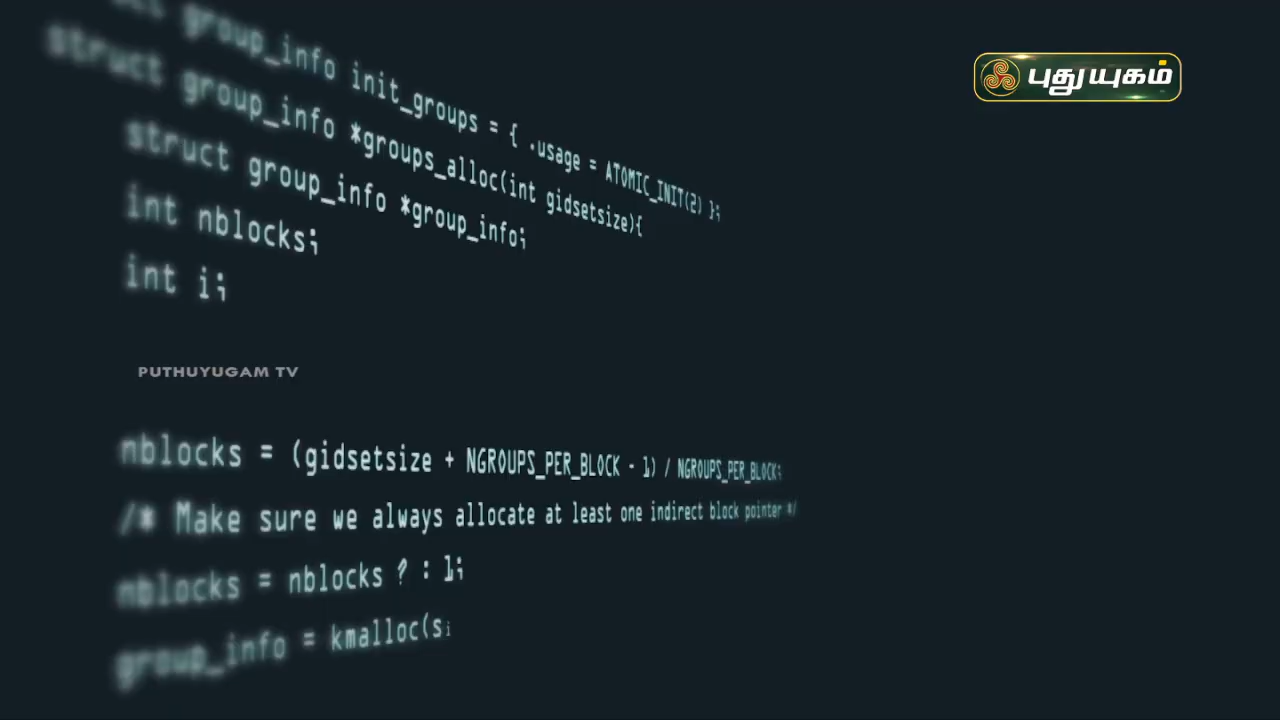 group_info init_groups = { .usage = ATOMIC_INIT(2) };
புதுயுகம்
struct group_info *groups_alloc(int gidsetsize){
struct group_info *group_info;
int nblocks;
int i;
PUTHUYUGAM TV
nblocks = (gidsetsize + NGROUPS_PER_BLOCK - 1) / NGROUPS_PER_BLOCK;
/* Make sure we always allocate at least one indirect block pointer */
nblocks = nblocks ? : 1;
group_info = kmalloc(si